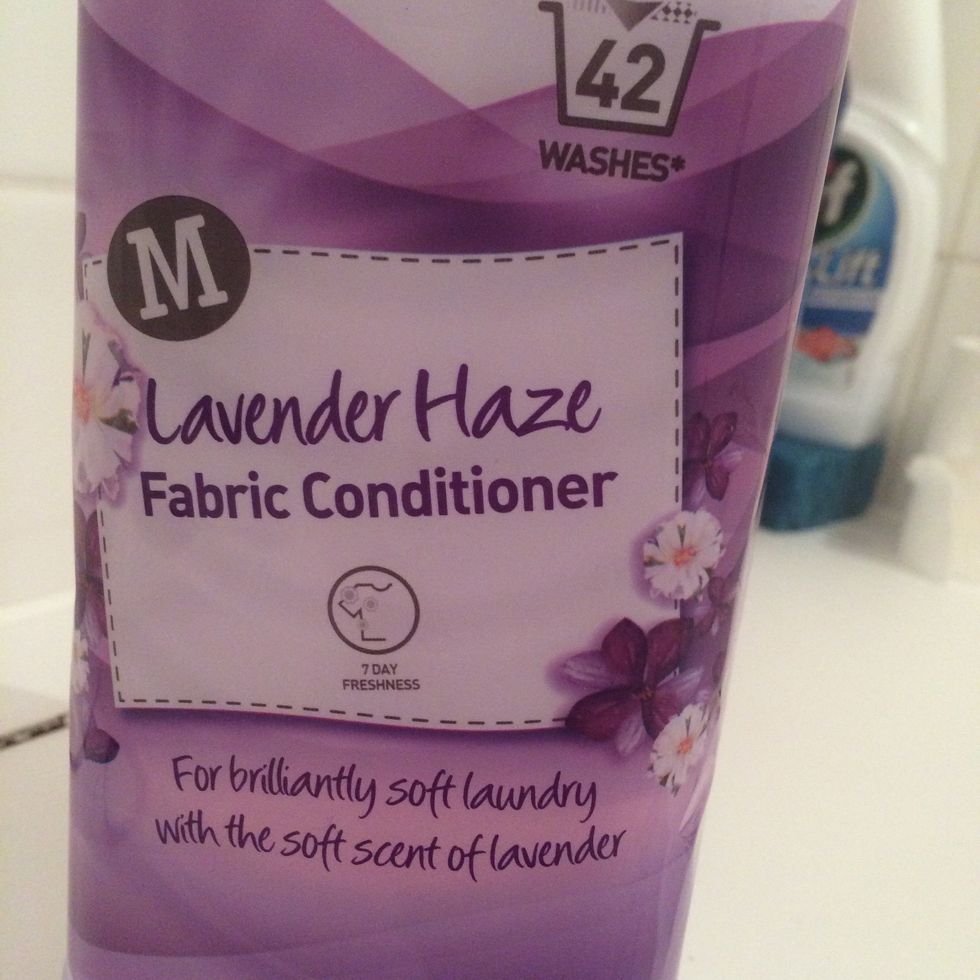 42
WASHES*
M
Lavender Haze
Fabric Conditioner
7 DAY
FRESHNESS
For brilliantly soft laundry
with the soft scent of lavender